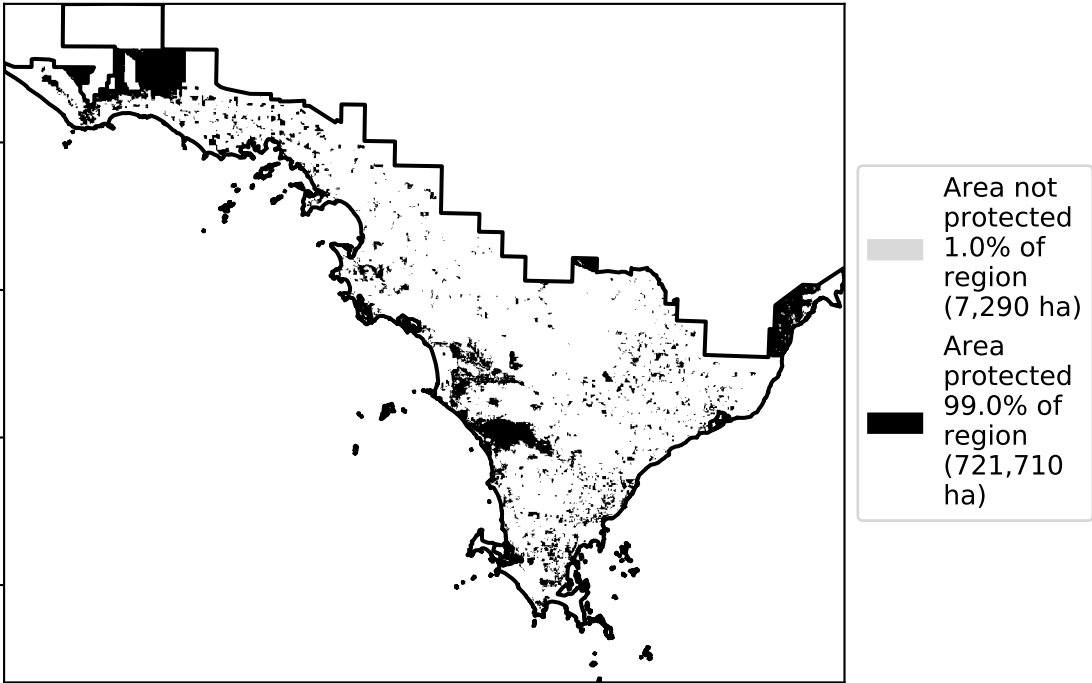 Area not
protected
1.0% of
region
(7,290 ha)
Area
protected
99.0% of
region
(721,710
ha)